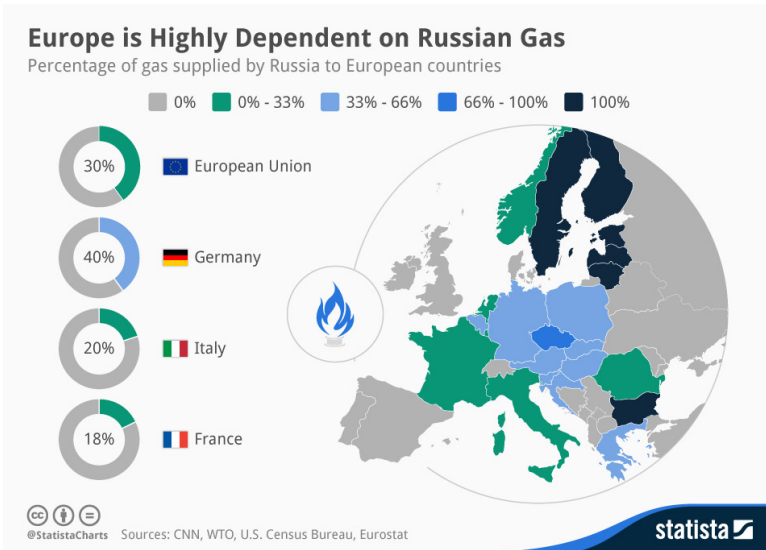 Europe is Highly Dependent on Russian Gas
Percentage of gas supplied by Russia to European countries
0% 0% - 33% 33% - 66% 66% - 100% 100%
30% European Union
40% Germany
20% Italy
18% France
cc
@StatistaCharts Sources: CNN, WTO, U.S. Census Bureau, Eurostat
statista